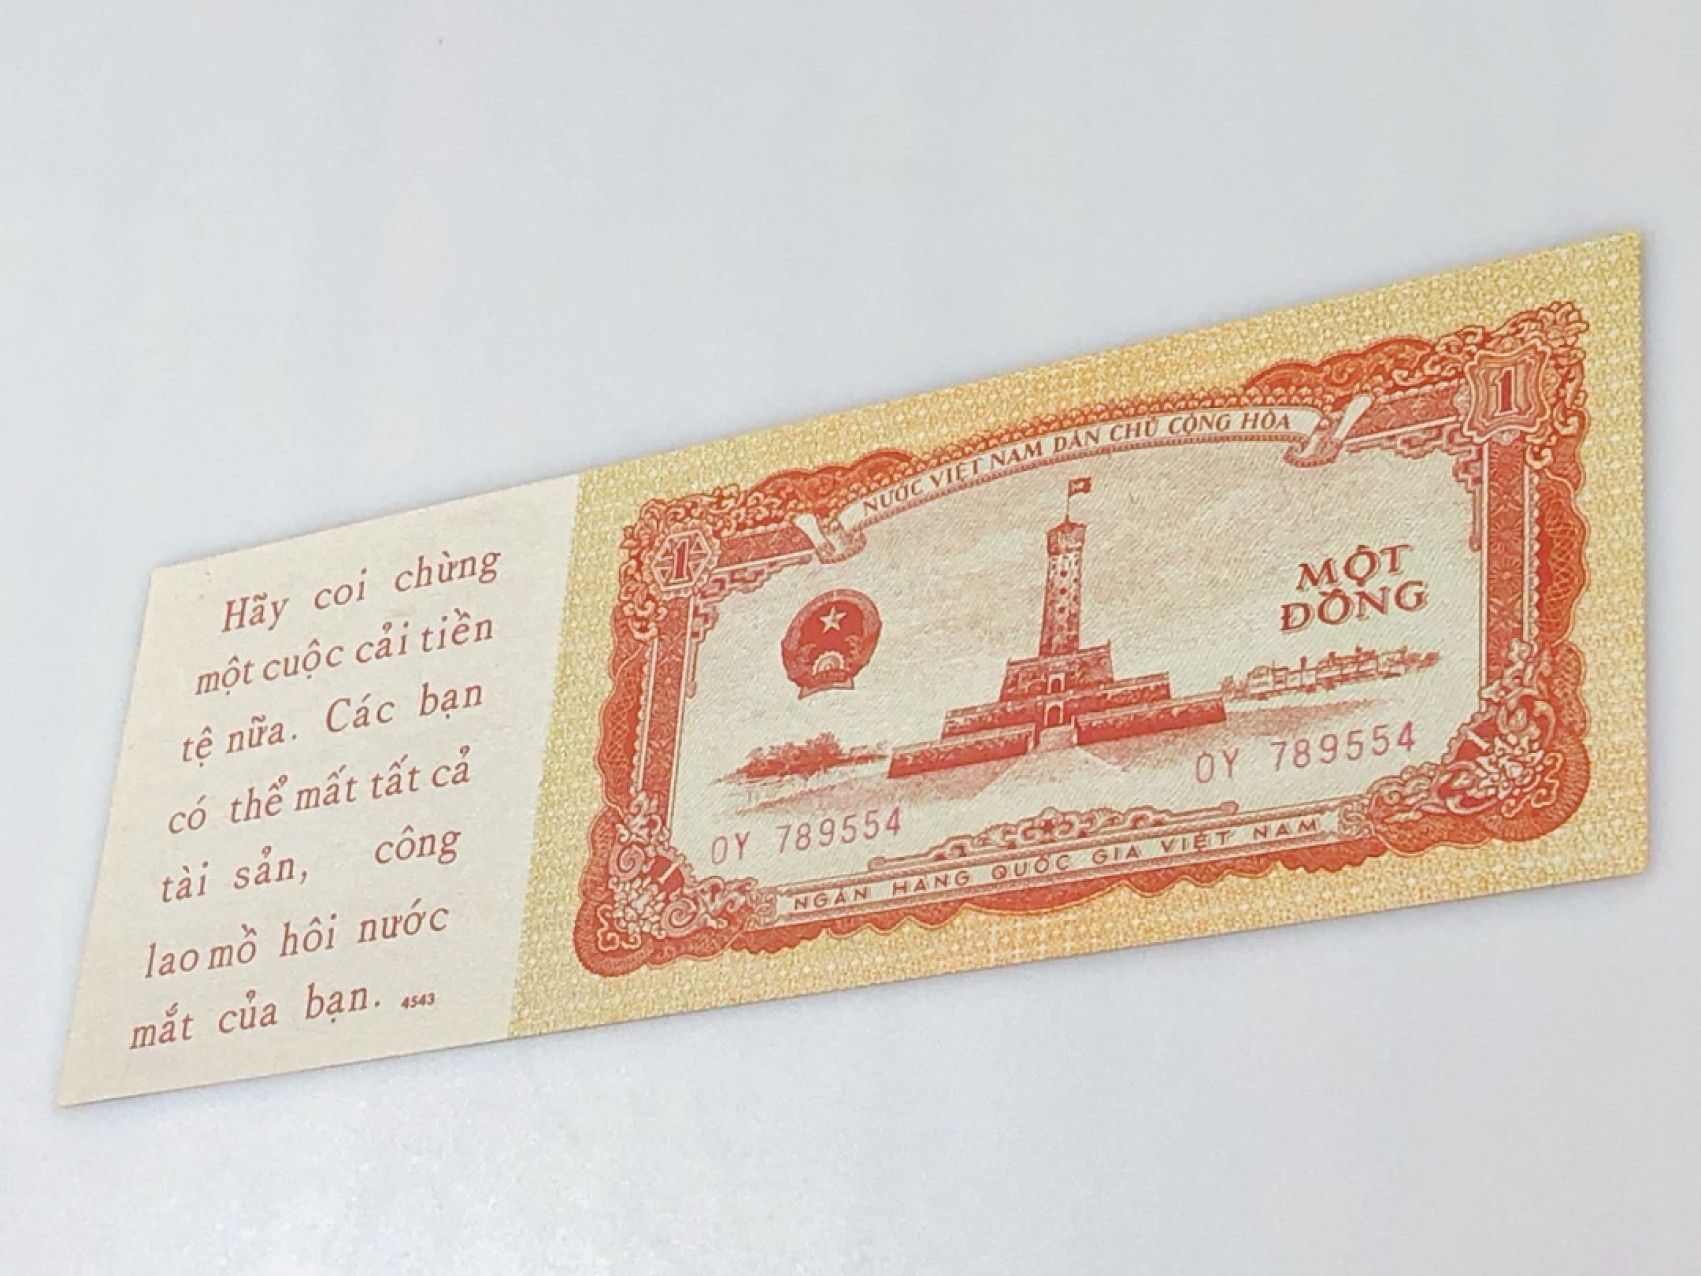 Hãy coi chừng
một cuộc cải tiền
tệ nữa. Các bạn
có thể mất tất cả
tài sản, công
lao mồ hôi nước
mắt của bạn. 4543
1
NƯỚC VIỆT NAM DÂN CHỦ CỘNG HÒA
1
MỘT
ĐỒNG
OY 789554
OY 789554
1
1
NGÂN HÀNG QUỐC GIA VIỆT NAM